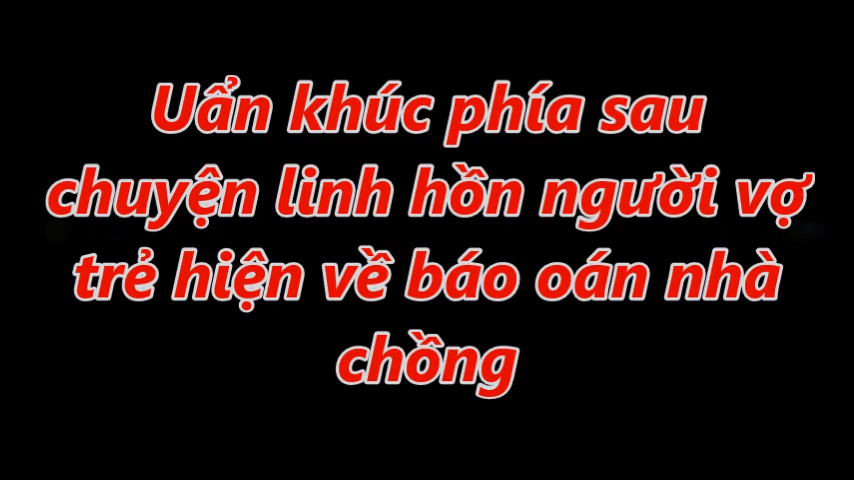 Uẩn khúc phía sau
chuyện linh hồn người vợ
trẻ hiện về báo oán nhà
chồng